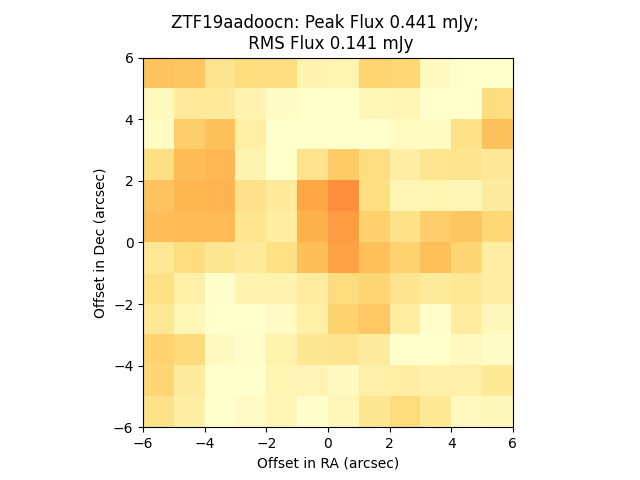 ZTF19aadoocn: Peak Flux 0.441 mJy;
RMS Flux 0.141 mJy
6
4
2
0
−2
−4
−6
Offset in Dec (arcsec)
−6 −4 −2 0 2 4 6
Offset in RA (arcsec)